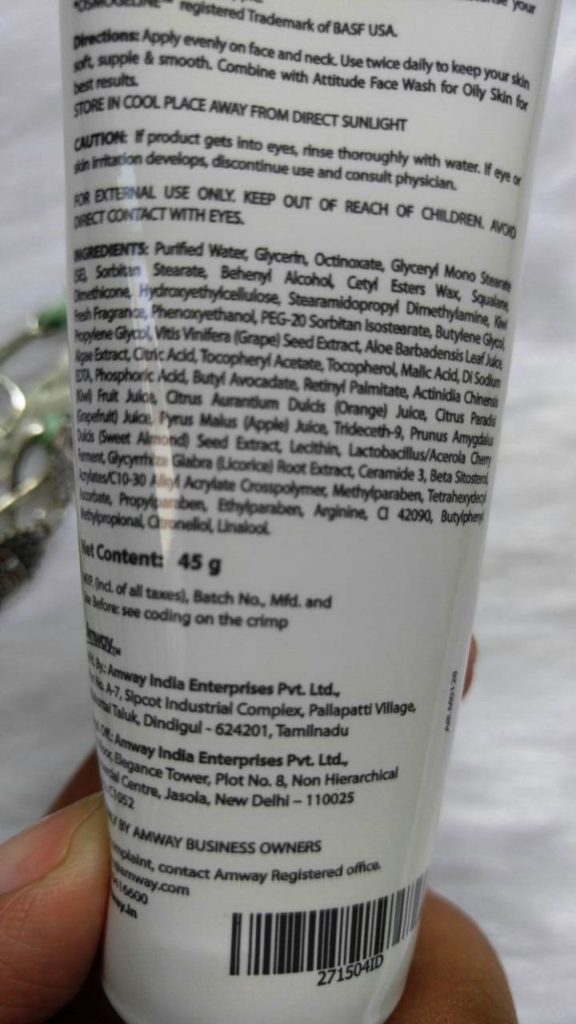 registered Trademark of BASF USA.
Directions: Apply evenly on face and neck. Use twice daily to keep your skin
soft, supple & smooth. Combine with Attitude Face Wash for Oily Skin for
best results.
STORE IN COOL PLACE AWAY FROM DIRECT SUNLIGHT
CAUTION: If product gets into eyes, rinse thoroughly with water. If eye or
skin irritation develops, discontinue use and consult physician.
FOR EXTERNAL USE ONLY. KEEP OUT OF REACH OF CHILDREN. AVOID
DIRECT CONTACT WITH EYES.
INGREDIENTS: Purified Water, Glycerin, Octinoxate, Glyceryl Mono Stearate
(SE), Sorbitan Stearate, Behenyl Alcohol, Cetyl Esters Wax, Squalane,
Dimethicone, Hydroxyethylcellulose, Stearamidopropyl Dimethylamine, Kiwi
Fresh Fragrance, Phenoxyethanol, PEG-20 Sorbitan Isostearate, Butylene Glycol,
Propylene Glycol, Vitis Vinifera (Grape) Seed Extract, Aloe Barbadensis Leaf Juice,
Algae Extract, Citric Acid, Tocopheryl Acetate, Tocopherol, Malic Acid, Di Sodium
EDTA, Phosphoric Acid, Butyl Avocadate, Retinyl Palmitate, Actinidia Chinensis
(Kiwi) Fruit Juice, Citrus Aurantium Dulcis (Orange) Juice, Citrus Paradisi
(Grapefruit) Juice, Pyrus Malus (Apple) Juice, Trideceth-9, Prunus Amygdalus
Dulcis (Sweet Almond) Seed Extract, Lecithin, Lactobacillus/Acerola Cherry
Ferment, Glycyrrhiza Glabra (Licorice) Root Extract, Ceramide 3, Beta Sitosterol,
Acrylates/C10-30 Alkyl Acrylate Crosspolymer, Methylparaben, Tetrahexydecyl
Ascorbate, Propylparaben, Ethylparaben, Arginine, CI 42090, Butylphenyl
Methylpropional, Citronellol, Linalool.
Net Content: 45 g
(Incl. of all taxes), Batch No., Mfd. and
Before: see coding on the crimp
Amway™
By: Amway India Enterprises Pvt. Ltd.,
No. A-7, Sipcot Industrial Complex, Pallapatti Village,
Taluk, Dindigul - 624201, Tamilnadu
Off.: Amway India Enterprises Pvt. Ltd.,
Elegance Tower, Plot No. 8, Non Hierarchical
Centre, Jasola, New Delhi – 110025
BY AMWAY BUSINESS OWNERS
contact Amway Registered office.
271504ID